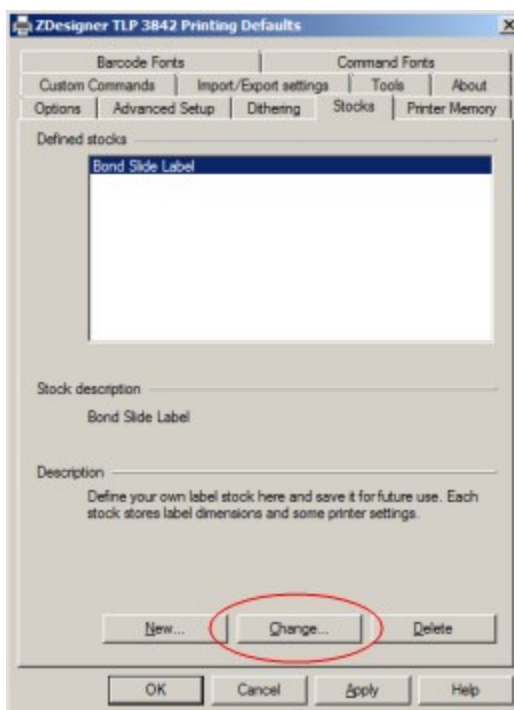 ZDesigner TLP 3842 Printing Defaults
Barcode Fonts Command Fonts
Custom Commands Import/Export settings Tools About
Options Advanced Setup Dithering Stocks Printer Memory
Defined stocks
Bond Slide Label
Stock description
Bond Slide Label
Description
Define your own label stock here and save it for future use. Each
stock stores label dimensions and some printer settings.
New... Change... Delete
OK Cancel Apply Help